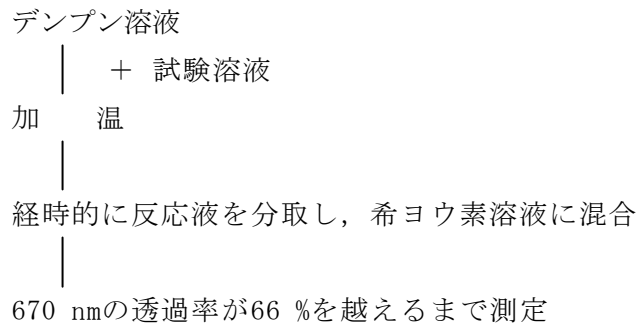 デンプン溶液
＋ 試験溶液
加　　温
経時的に反応液を分取し，希ヨウ素溶液に混合
670 nmの透過率が66 %を越えるまで測定